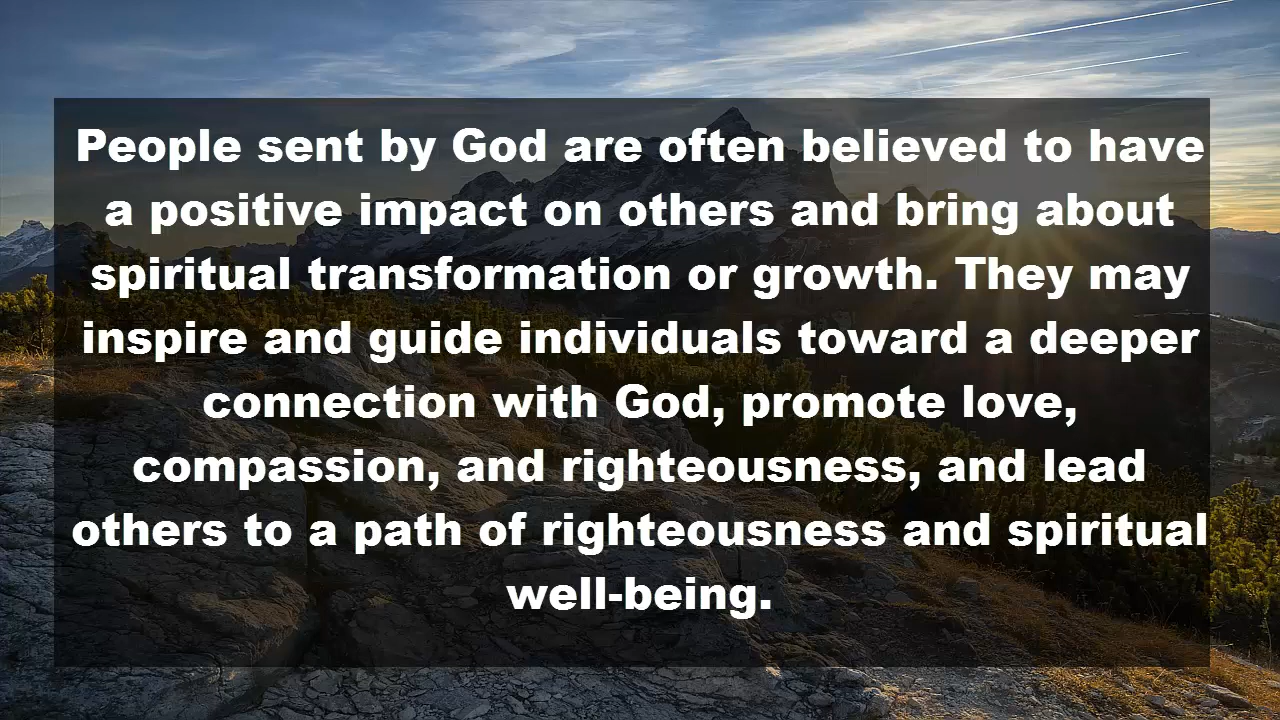 People sent by God are often believed to have
a positive impact on others and bring about
spiritual transformation or growth. They may
inspire and guide individuals toward a deeper
connection with God, promote love,
compassion, and righteousness, and lead
others to a path of righteousness and spiritual
well-being.